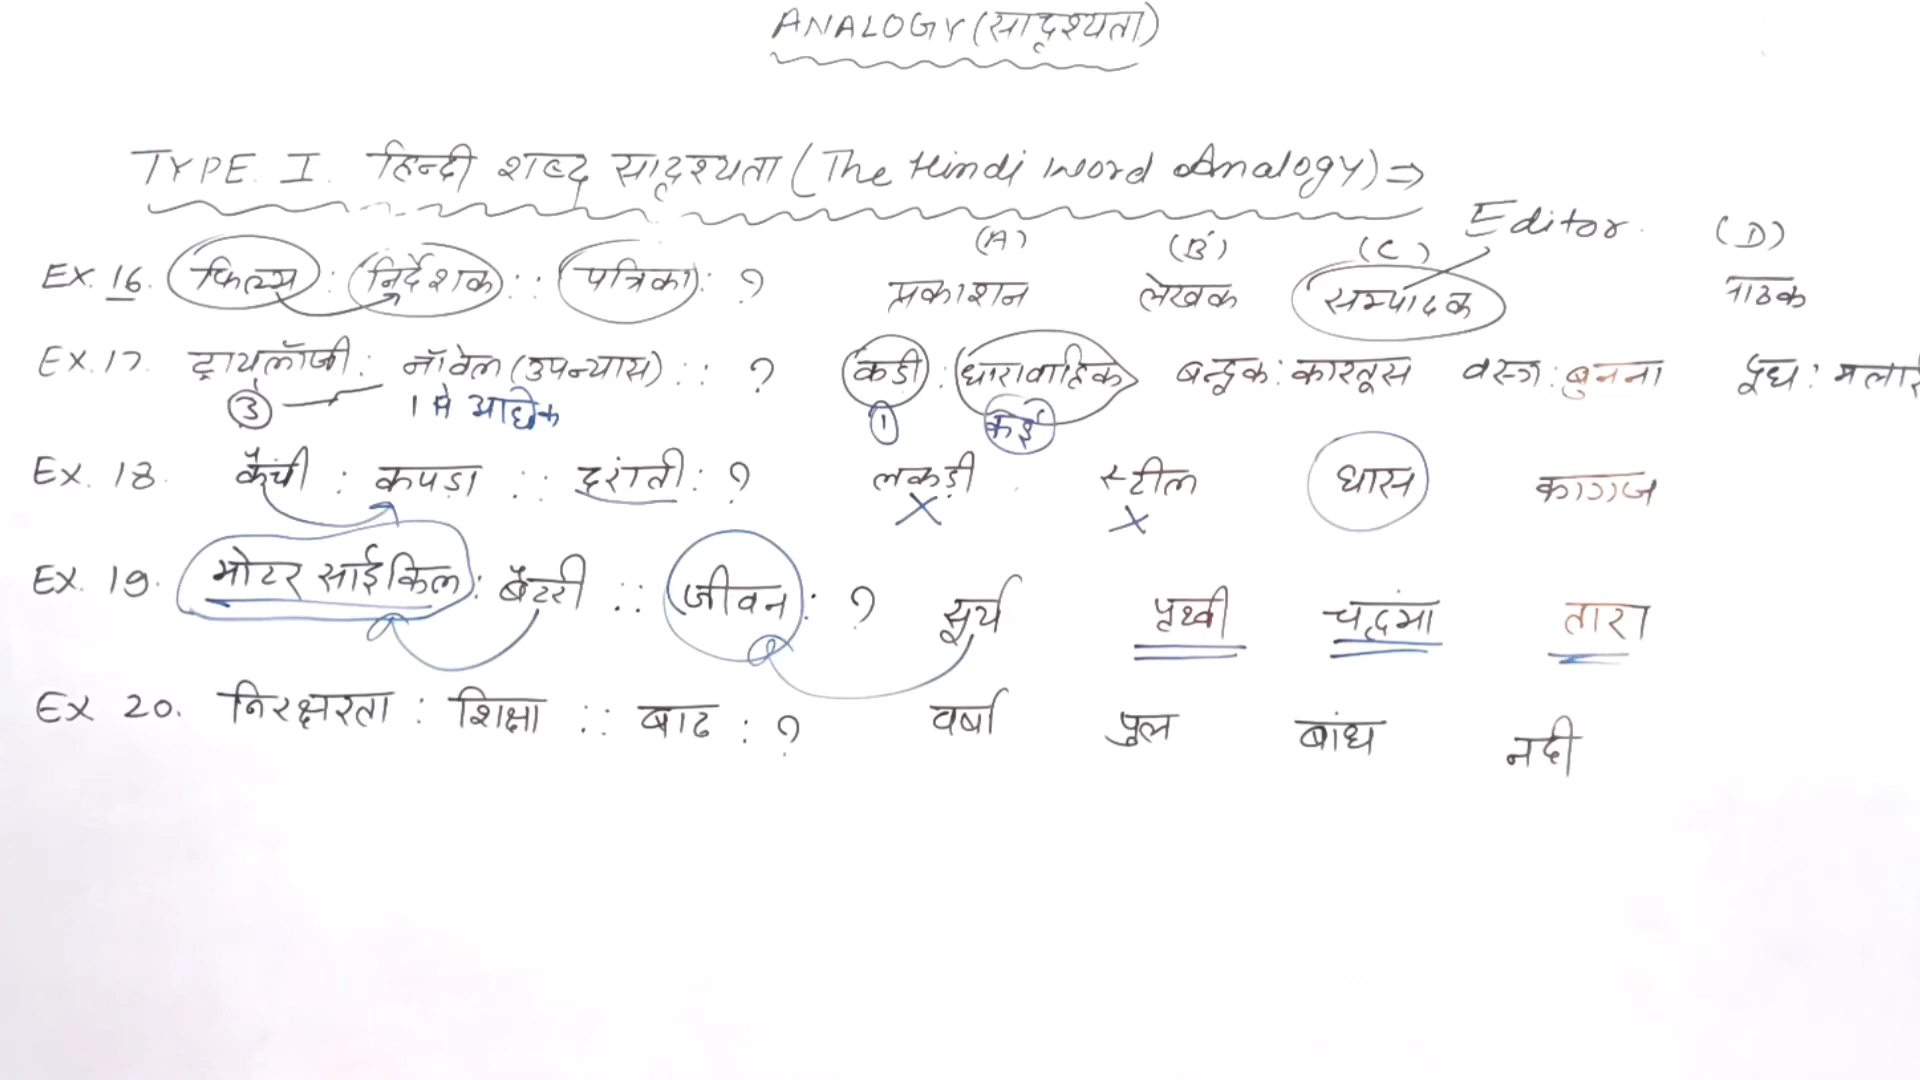 ANALOGY (सादृश्यता)
TYPE. I. हिन्दी शब्द सादृश्यता (The Hindi word Analogy) ⇒
Editor.
(A) (B) (C) (D)
EX. 16. फिल्म : निर्देशक :: पत्रिका : ? प्रकाशन लेखक सम्पादक पाठक
EX.17. ट्रायलॉजी : नॉवेल (उपन्यास) :: ? कडी : धारावाहिक बन्दूक : कारतूस वस्त्र : बुनना दूध : मलाई
3 1 से अधिक 1 कई
EX. 18. कैंची : कपड़ा :: दरांती : ? लकड़ी स्टील घास कागज
EX. 19. मोटर साईकिल : बैटरी :: जीवन : ? सूर्य पृथ्वी चद्रंमा तारा
EX 20. निरक्षरता : शिक्षा :: बाढ : ? वर्षा पुल बांध नदी